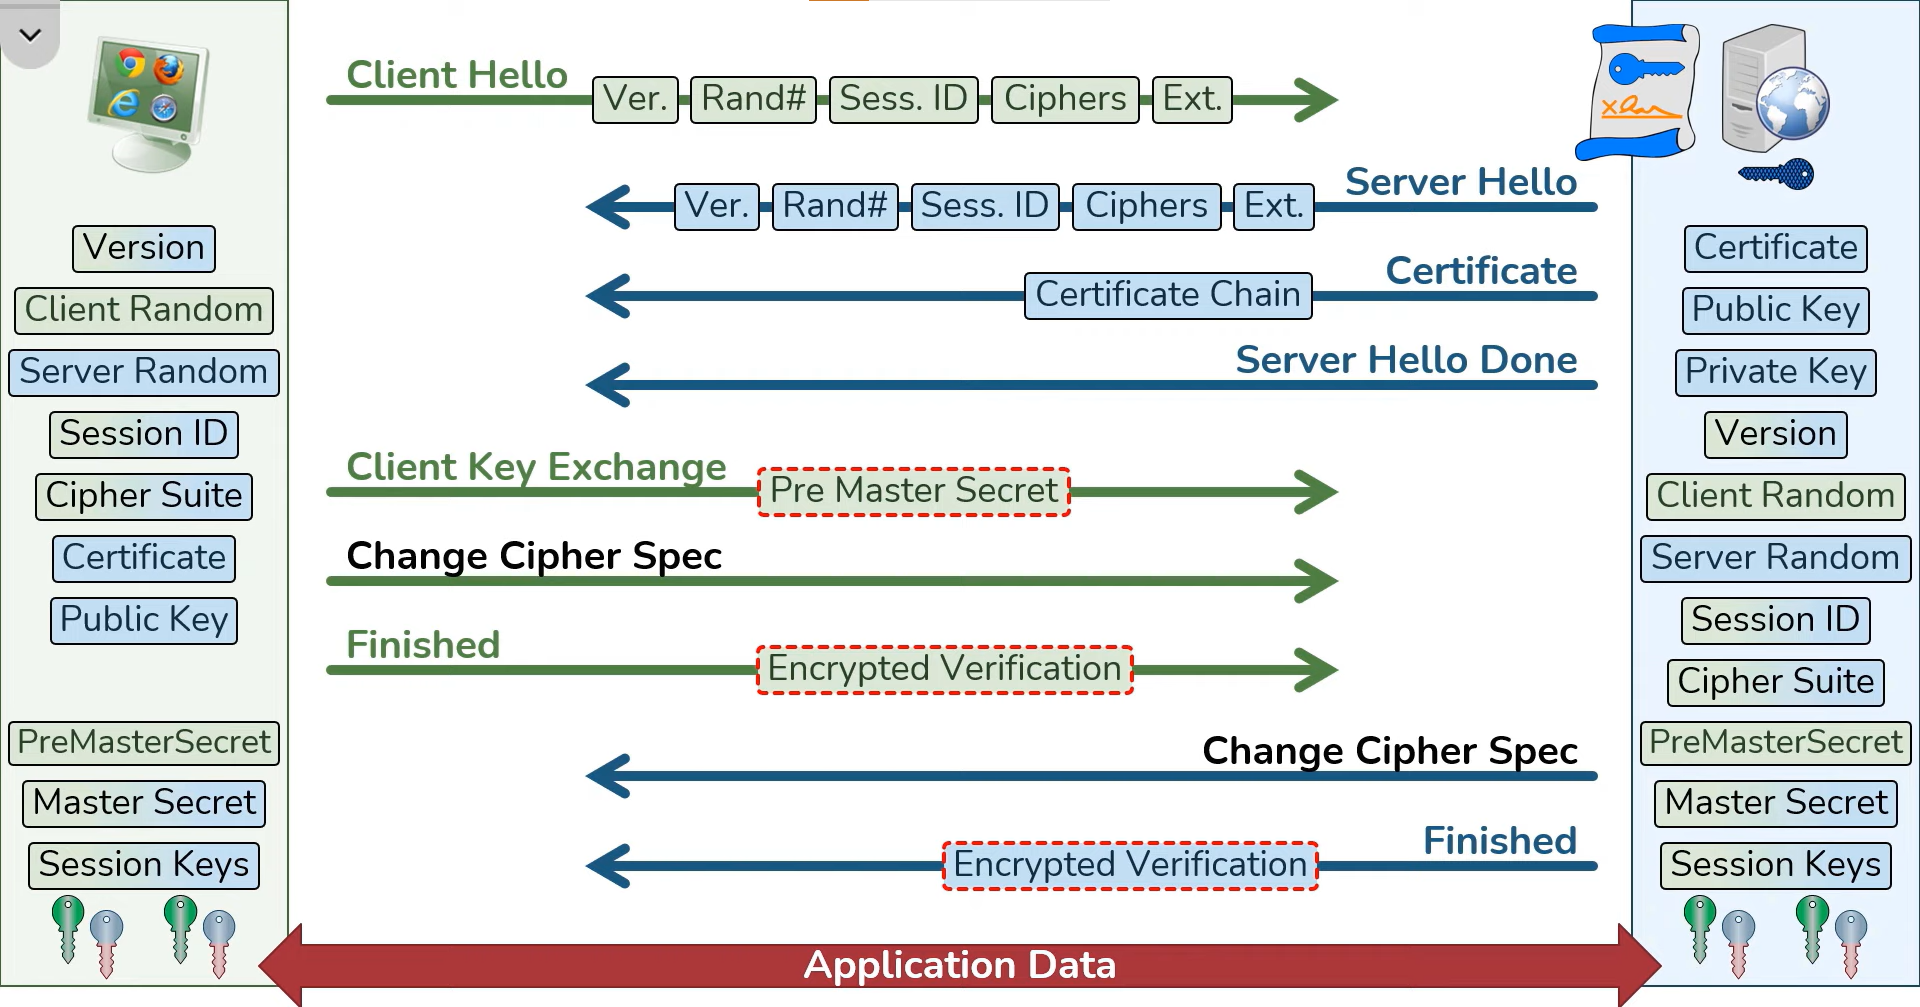 Client Hello
Ver.
Rand#
Sess. ID
Ciphers
Ext.
Server Hello
Ver.
Rand#
Sess. ID
Ciphers
Ext.
Certificate
Certificate Chain
Server Hello Done
Client Key Exchange
Pre Master Secret
Change Cipher Spec
Finished
Encrypted Verification
Change Cipher Spec
Finished
Encrypted Verification
Application Data
Version
Client Random
Server Random
Session ID
Cipher Suite
Certificate
Public Key
PreMasterSecret
Master Secret
Session Keys
Certificate
Public Key
Private Key
Version
Client Random
Server Random
Session ID
Cipher Suite
PreMasterSecret
Master Secret
Session Keys